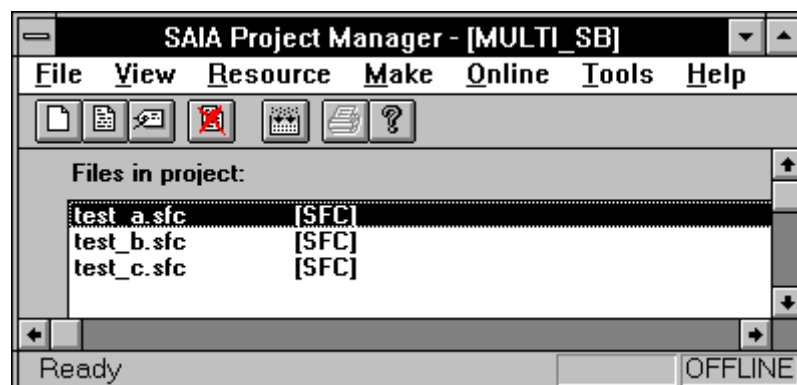 SAIA Project Manager - [MULTI_SB]
File View Resource Make Online Tools Help
?
Files in project:
test_a.sfc [SFC]
test_b.sfc [SFC]
test_c.sfc [SFC]
Ready OFFLINE